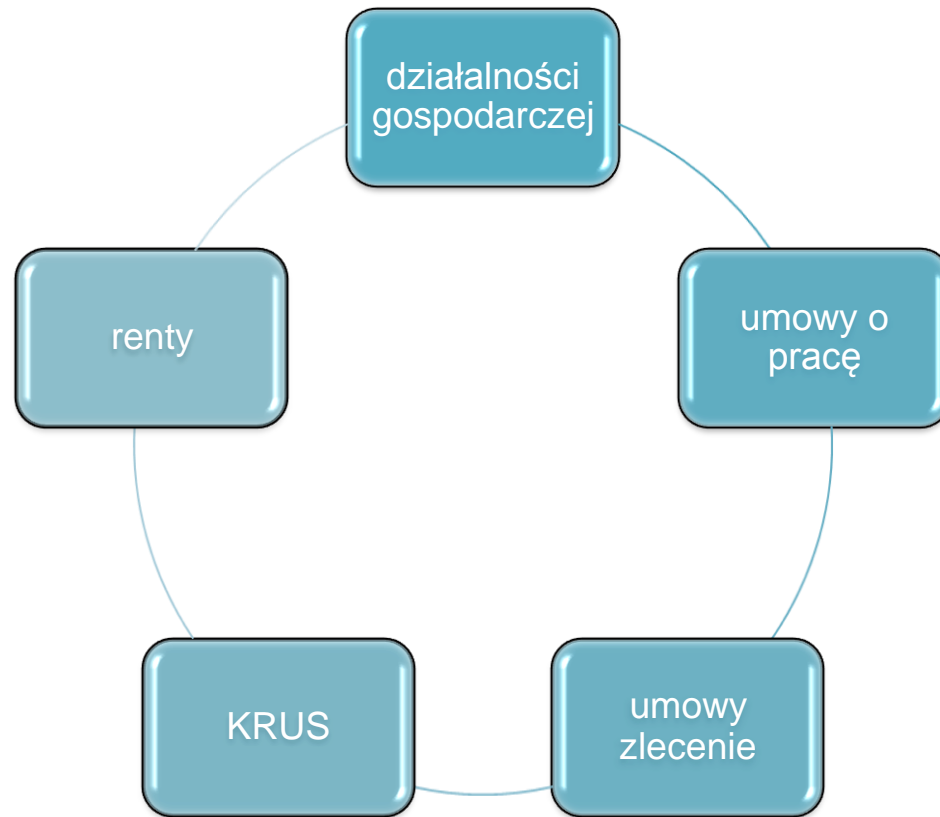 działalności
gospodarczej
umowy o
pracę
umowy
zlecenie
KRUS
renty